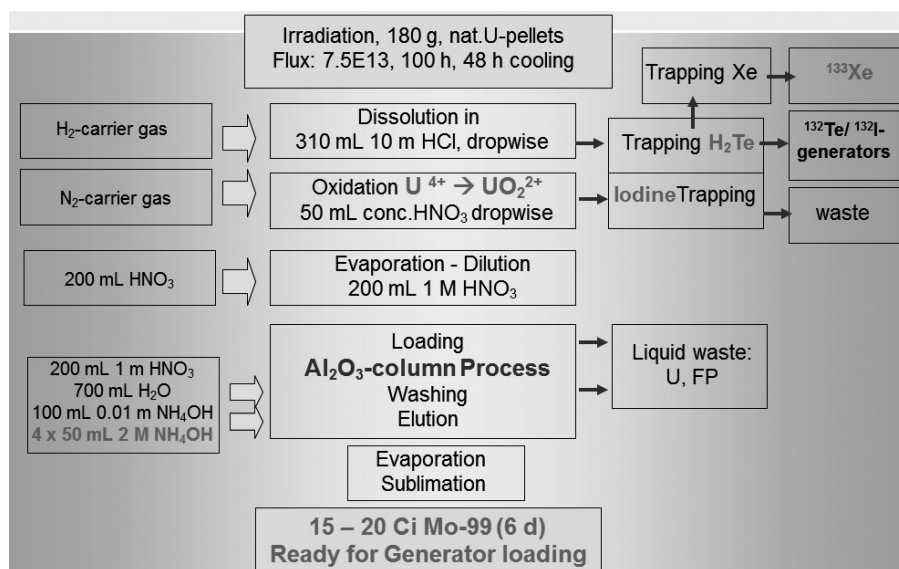 Irradiation, 180 g, nat.U-pellets
Flux: 7.5E13, 100 h, 48 h cooling
Trapping Xe
¹³³Xe
H₂-carrier gas
Dissolution in
310 mL 10 m HCl, dropwise
Trapping H₂Te
¹³²Te/ ¹³²I-
generators
N₂-carrier gas
Oxidation U ⁴⁺ → UO₂²⁺
50 mL conc.HNO₃ dropwise
IodineTrapping
waste
200 mL HNO₃
Evaporation - Dilution
200 mL 1 M HNO₃
Loading
Al₂O₃-column Process
Washing
Elution
Liquid waste:
U, FP
200 mL 1 m HNO₃
700 mL H₂O
100 mL 0.01 m NH₄OH
4 x 50 mL 2 M NH₄OH
Evaporation
Sublimation
15 – 20 Ci Mo-99 (6 d)
Ready for Generator loading